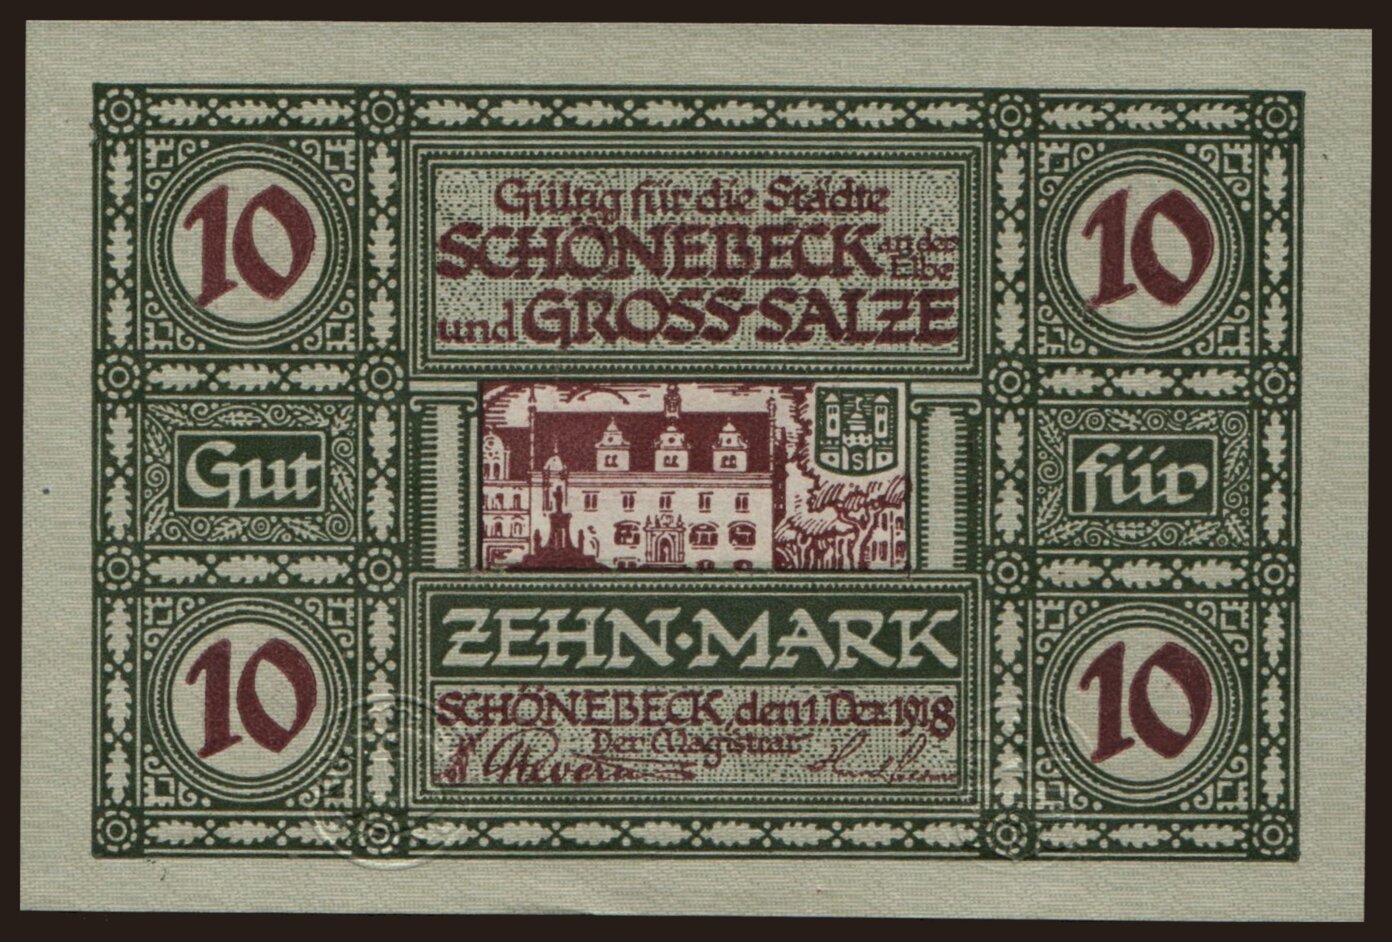 10
10
Gültig für die Städte
SCHÖNEBECK an der Elbe
und GROSS-SALZE
Gut
für
S
ZEHN·MARK
10
10
SCHÖNEBECK, den 1. Dez. 1918
Der Magistrat